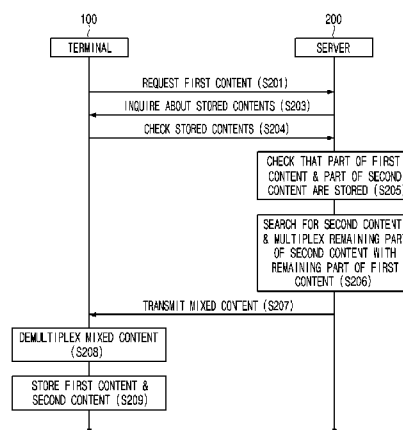 100
200
TERMINAL
SERVER
REQUEST FIRST CONTENT (S201)
INQUIRE ABOUT STORED CONTENTS (S203)
CHECK STORED CONTENTS (S204)
CHECK THAT PART OF FIRST
CONTENT & PART OF SECOND
CONTENT ARE STORED (S205)
SEARCH FOR SECOND CONTENT
& MULTIPLEX REMAINING PART
OF SECOND CONTENT WITH
REMAINING PART OF FIRST
CONTENT (S206)
TRANSMIT MIXED CONTENT (S207)
DEMULTIPLEX MIXED CONTENT
(S208)
STORE FIRST CONTENT &
SECOND CONTENT (S209)